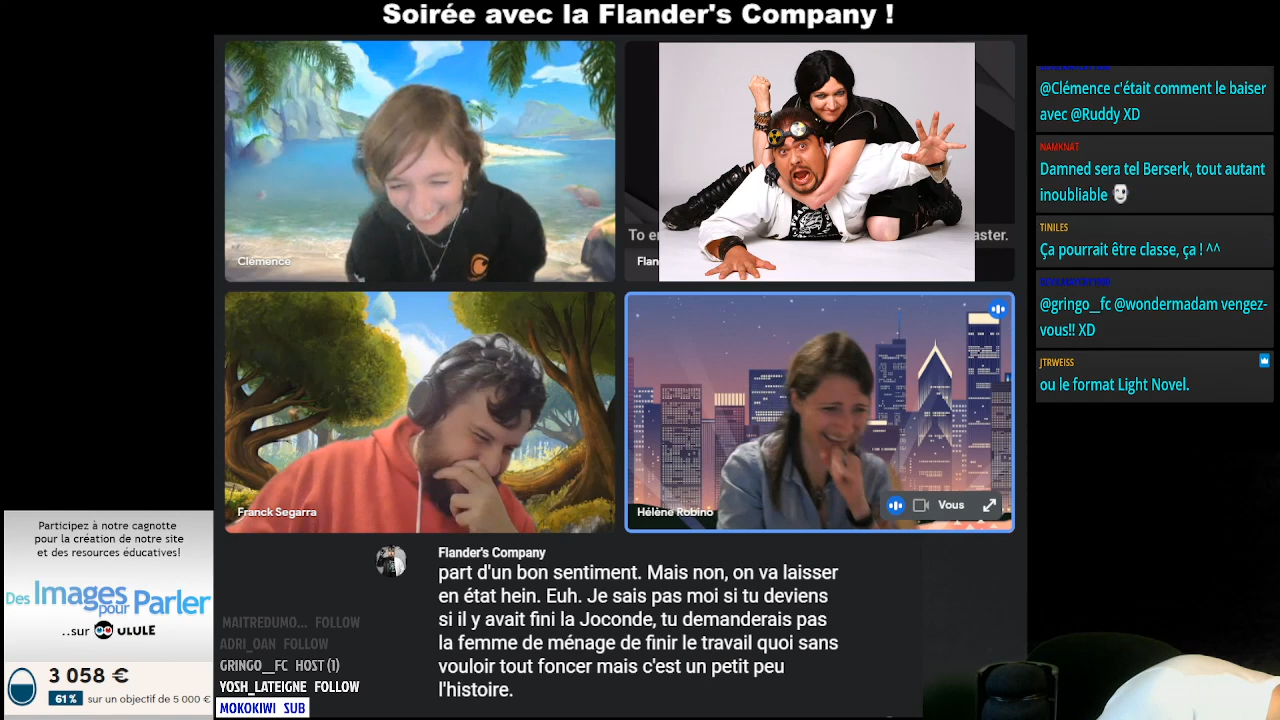 Soirée avec la Flander's Company !
@Clémence c'était comment le baiser
avec @Ruddy XD
NAMKNAT
Damned sera tel Berserk, tout autant
inoubliable
TINILES
Ça pourrait être classe, ça ! ^^
@gringo__fc @wondermadam vengez-
vous!! XD
JTRWEISS
ou le format Light Novel.
Clémence
To
aster.
Flan
Franck Segarra
Hélène Robino
Vous
Flander's Company
part d'un bon sentiment. Mais non, on va laisser
en état hein. Euh. Je sais pas moi si tu deviens
si il y avait fini la Joconde, tu demanderais pas
la femme de ménage de finir le travail quoi sans
vouloir tout foncer mais c'est un petit peu
l'histoire.
Participez à notre cagnotte
pour la création de notre site
et des resources éducatives!
Des Images pour Parler
..sur ULULE
3 058 €
61 % sur un objectif de 5 000 €
MAITREDUMO... FOLLOW
ADRI_OAN FOLLOW
GRINGO__FC HOST (1)
YOSH_LATEIGNE FOLLOW
MOKOKIWI SUB